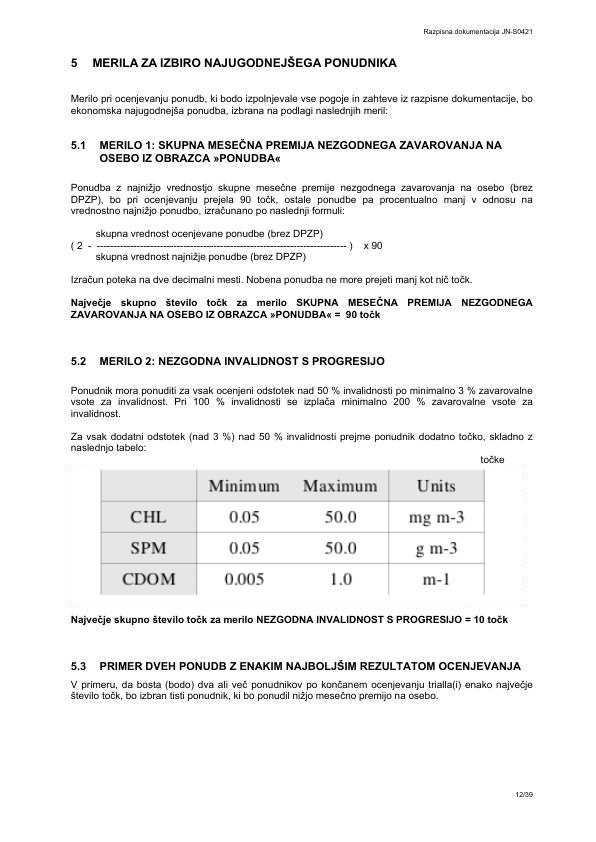 Razpisna dokumentacija JN-S0421
5 MERILA ZA IZBIRO NAJUGODNEJŠEGA PONUDNIKA
Merilo pri ocenjevanju ponudb, ki bodo izpolnjevale vse pogoje in zahteve iz razpisne dokumentacije, bo
ekonomska najugodnejša ponudba, izbrana na podlagi naslednjih meril:
5.1 MERILO 1: SKUPNA MESEČNA PREMIJA NEZGODNEGA ZAVAROVANJA NA
OSEBO IZ OBRAZCA »PONUDBA«
Ponudba z najnižjo vrednostjo skupne mesečne premije nezgodnega zavarovanja na osebo (brez
DPZP), bo pri ocenjevanju prejela 90 točk, ostale ponudbe pa procentualno manj v odnosu na
vrednostno najnižjo ponudbo, izračunano po naslednji formuli:
skupna vrednost ocenjevane ponudbe (brez DPZP)
( 2 - ---------------------------------------------------------------------------- ) x 90
skupna vrednost najnižje ponudbe (brez DPZP)
Izračun poteka na dve decimalni mesti. Nobena ponudba ne more prejeti manj kot nič točk.
Največje skupno število točk za merilo SKUPNA MESEČNA PREMIJA NEZGODNEGA
ZAVAROVANJA NA OSEBO IZ OBRAZCA »PONUDBA« = 90 točk
5.2 MERILO 2: NEZGODNA INVALIDNOST S PROGRESIJO
Ponudnik mora ponuditi za vsak ocenjeni odstotek nad 50 % invalidnosti po minimalno 3 % zavarovalne
vsote za invalidnost. Pri 100 % invalidnosti se izplača minimalno 200 % zavarovalne vsote za
invalidnost.
Za vsak dodatni odstotek (nad 3 %) nad 50 % invalidnosti prejme ponudnik dodatno točko, skladno z
naslednjo tabelo:
točke
Minimum Maximum Units
CHL 0.05 50.0 mg m-3
SPM 0.05 50.0 g m-3
CDOM 0.005 1.0 m-1
Največje skupno število točk za merilo NEZGODNA INVALIDNOST S PROGRESIJO = 10 točk
5.3 PRIMER DVEH PONUDB Z ENAKIM NAJBOLJŠIM REZULTATOM OCENJEVANJA
V primeru, da bosta (bodo) dva ali več ponudnikov po končanem ocenjevanju trialla(i) enako največje
število točk, bo izbran tisti ponudnik, ki bo ponudil nižjo mesečno premijo na osebo.
12/39